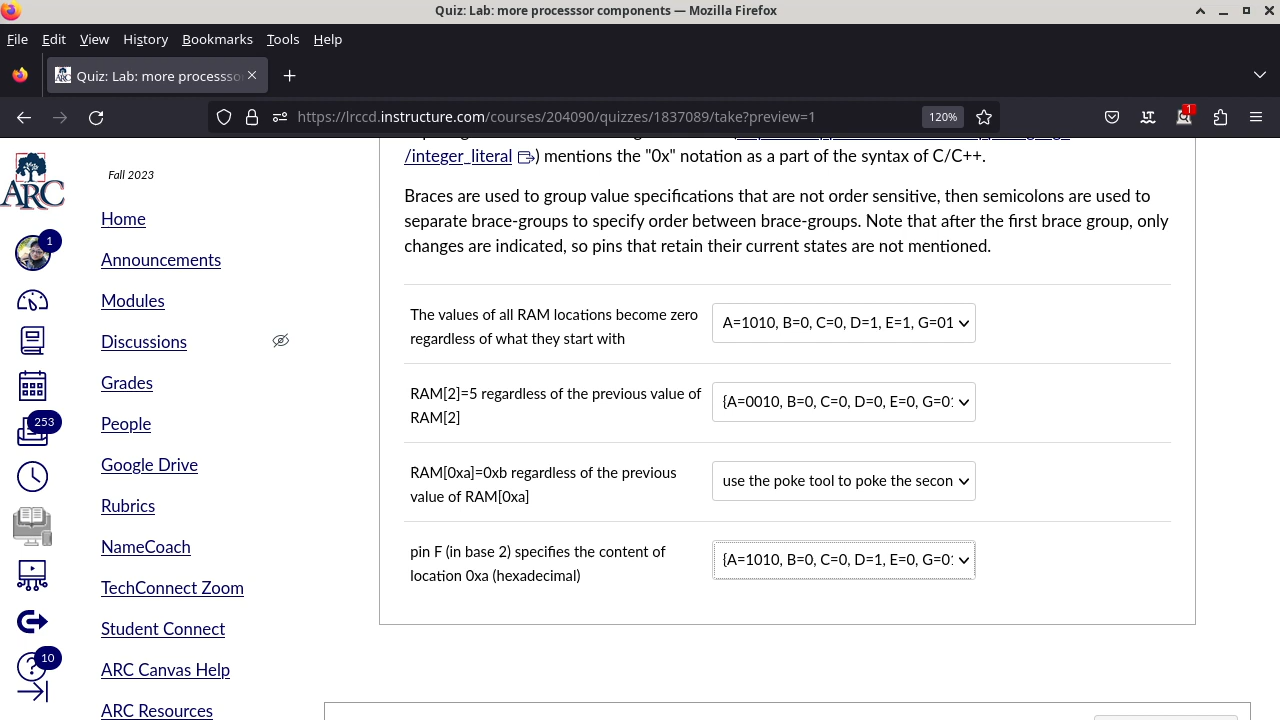 Quiz: Lab: more processsor components — Mozilla Firefox
File Edit View History Bookmarks Tools Help
ARC Quiz: Lab: more processso
https://lrccd.instructure.com/courses/204090/quizzes/1837089/take?preview=1 120% 1
ARC
Fall 2023
Home
Announcements
Modules
Discussions
Grades
People
Google Drive
Rubrics
NameCoach
TechConnect Zoom
Student Connect
ARC Canvas Help
ARC Resources
1
253
10
/integer_literal ) mentions the "0x" notation as a part of the syntax of C/C++.
Braces are used to group value specifications that are not order sensitive, then semicolons are used to
separate brace-groups to specify order between brace-groups. Note that after the first brace group, only
changes are indicated, so pins that retain their current states are not mentioned.
The values of all RAM locations become zero
regardless of what they start with
A=1010, B=0, C=0, D=1, E=1, G=01
RAM[2]=5 regardless of the previous value of
RAM[2]
{A=0010, B=0, C=0, D=0, E=0, G=01
RAM[0xa]=0xb regardless of the previous
value of RAM[0xa]
use the poke tool to poke the secon
pin F (in base 2) specifies the content of
location 0xa (hexadecimal)
{A=1010, B=0, C=0, D=1, E=0, G=01